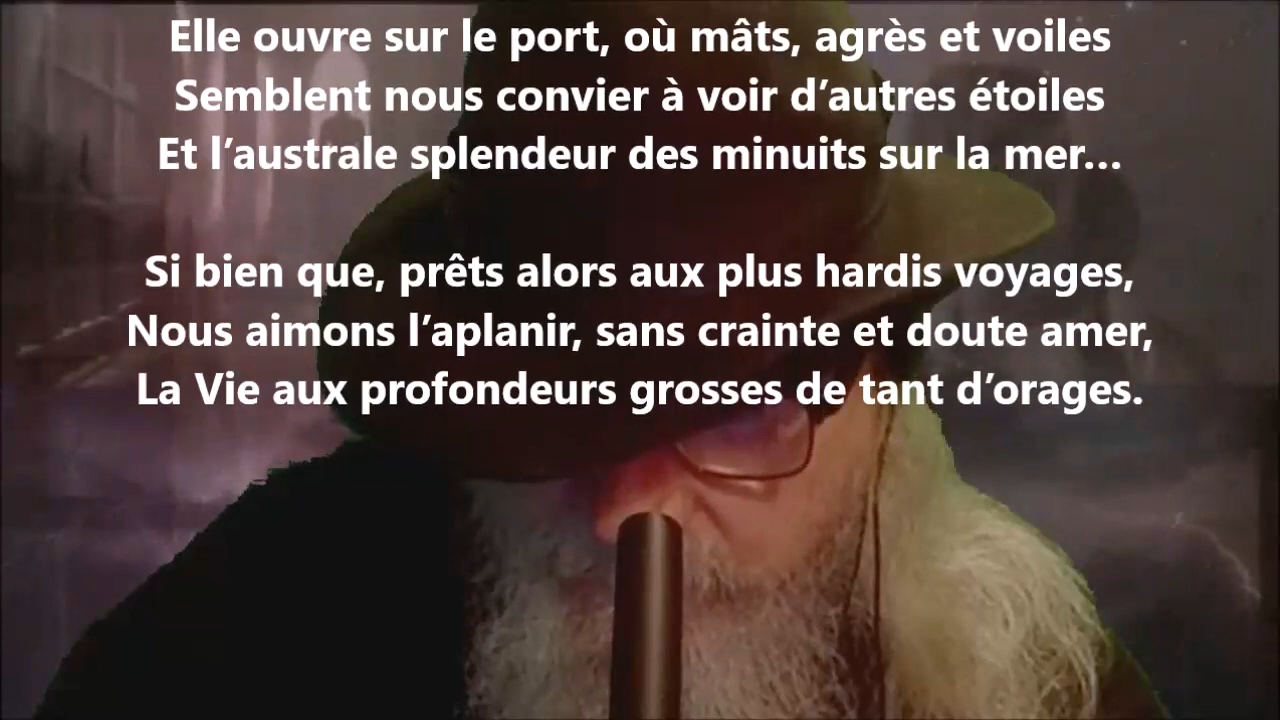 Elle ouvre sur le port, où mâts, agrès et voiles
Semblent nous convier à voir d’autres étoiles
Et l’australe splendeur des minuits sur la mer…
Si bien que, prêts alors aux plus hardis voyages,
Nous aimons l’aplanir, sans crainte et doute amer,
La Vie aux profondeurs grosses de tant d’orages.